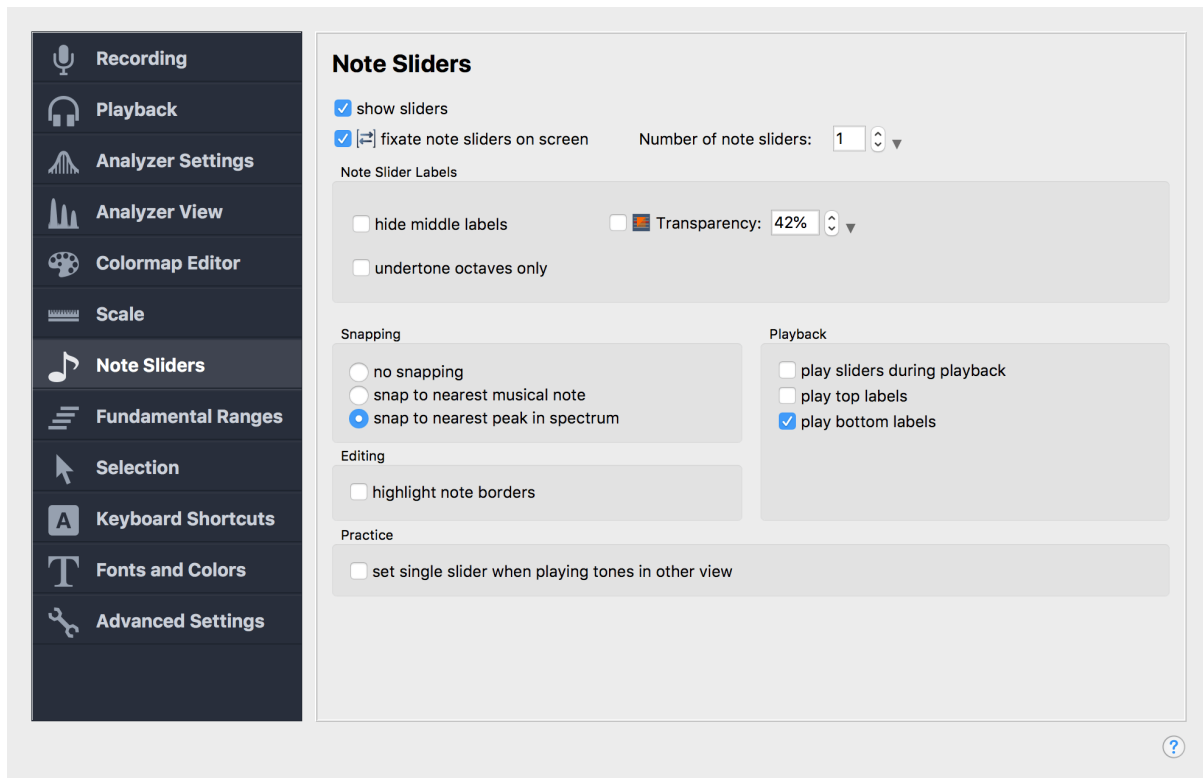 Recording
Playback
Analyzer Settings
Analyzer View
Colormap Editor
Scale
Note Sliders
Fundamental Ranges
Selection
A Keyboard Shortcuts
T Fonts and Colors
Advanced Settings
Note Sliders
show sliders
fixate note sliders on screen Number of note sliders: 1
Note Slider Labels
hide middle labels Transparency: 42%
undertone octaves only
Snapping
no snapping
snap to nearest musical note
snap to nearest peak in spectrum
Playback
play sliders during playback
play top labels
play bottom labels
Editing
highlight note borders
Practice
set single slider when playing tones in other view
?